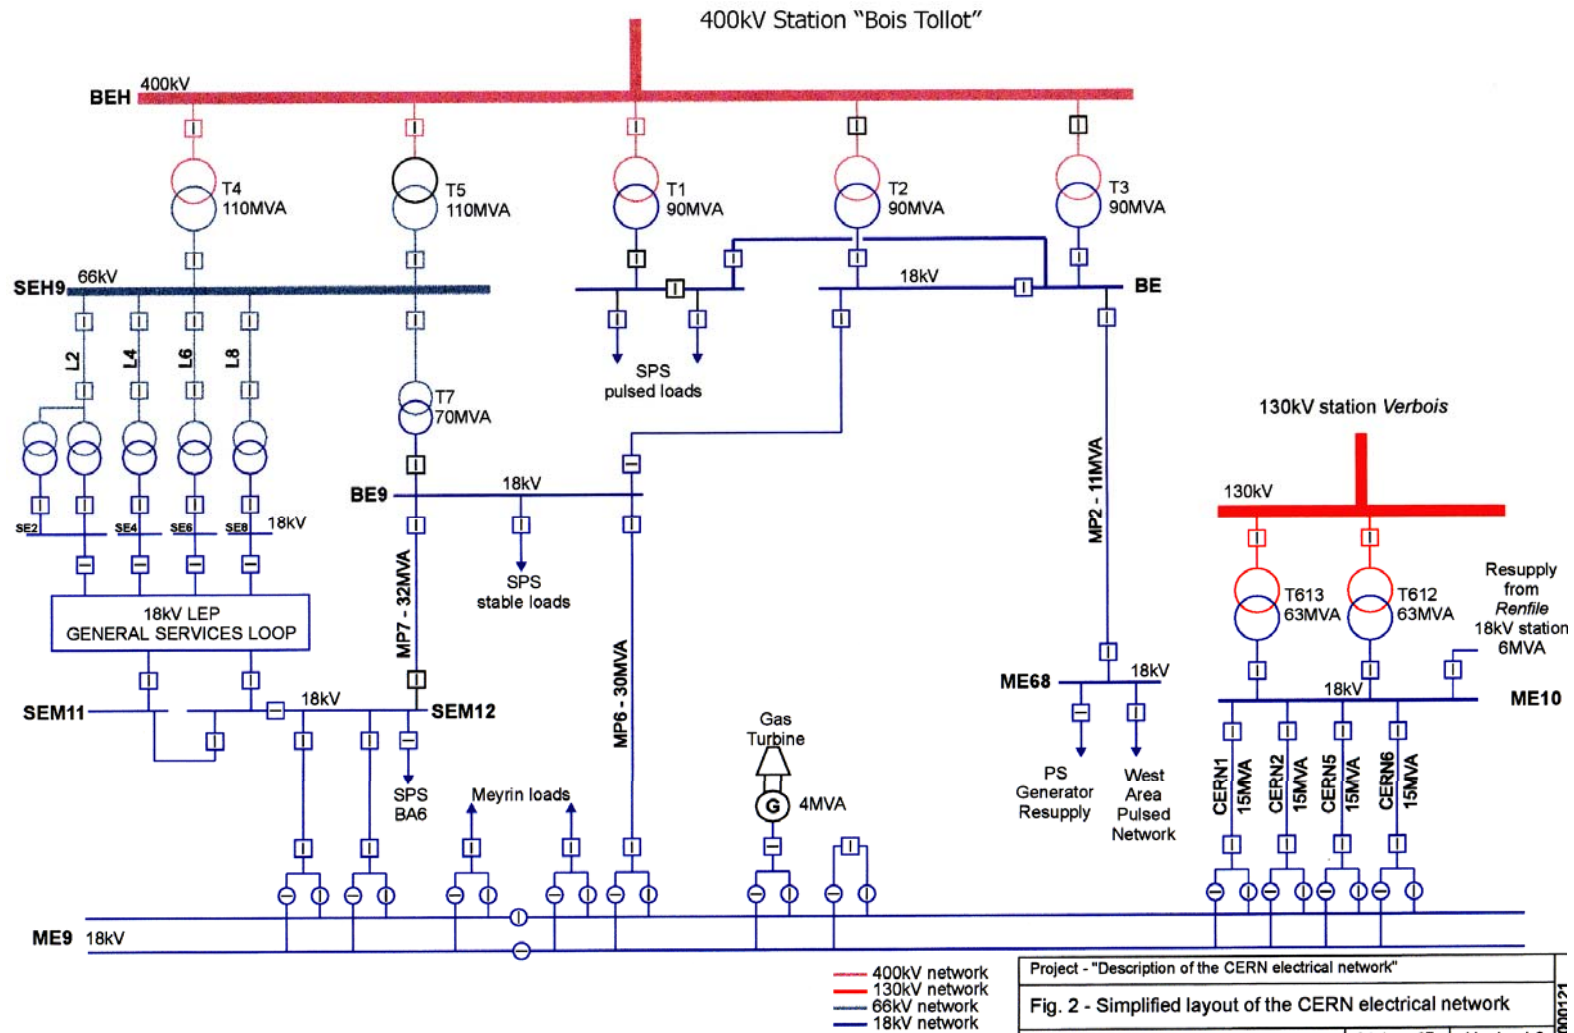 400kV Station “Bois Tollot”
BEH
400kV
T4
110MVA
T5
110MVA
T1
90MVA
T2
90MVA
T3
90MVA
SEH9
66kV
18kV
BE
L2
L4
L6
L8
SPS
pulsed loads
T7
70MVA
130kV station Verbois
130kV
BE9
18kV
SE2
SE4
SE6
SE8
18kV
MP7 - 32MVA
SPS
stable loads
MP6 - 30MVA
MP2 - 11MVA
T613
63MVA
T612
63MVA
Resupply
from
Renfile
18kV station
6MVA
18kV LEP
GENERAL SERVICES LOOP
ME68
18kV
18kV
ME10
SEM11
18kV
SEM12
Gas
Turbine
G
4MVA
PS
Generator
Resupply
West
Area
Pulsed
Network
CERN1
15MVA
CERN2
15MVA
CERN5
15MVA
CERN6
15MVA
SPS
BA6
Meyrin loads
ME9
18kV
400kV network
130kV network
66kV network
18kV network
Project - "Description of the CERN electrical network"
Fig. 2 - Simplified layout of the CERN electrical network
000121